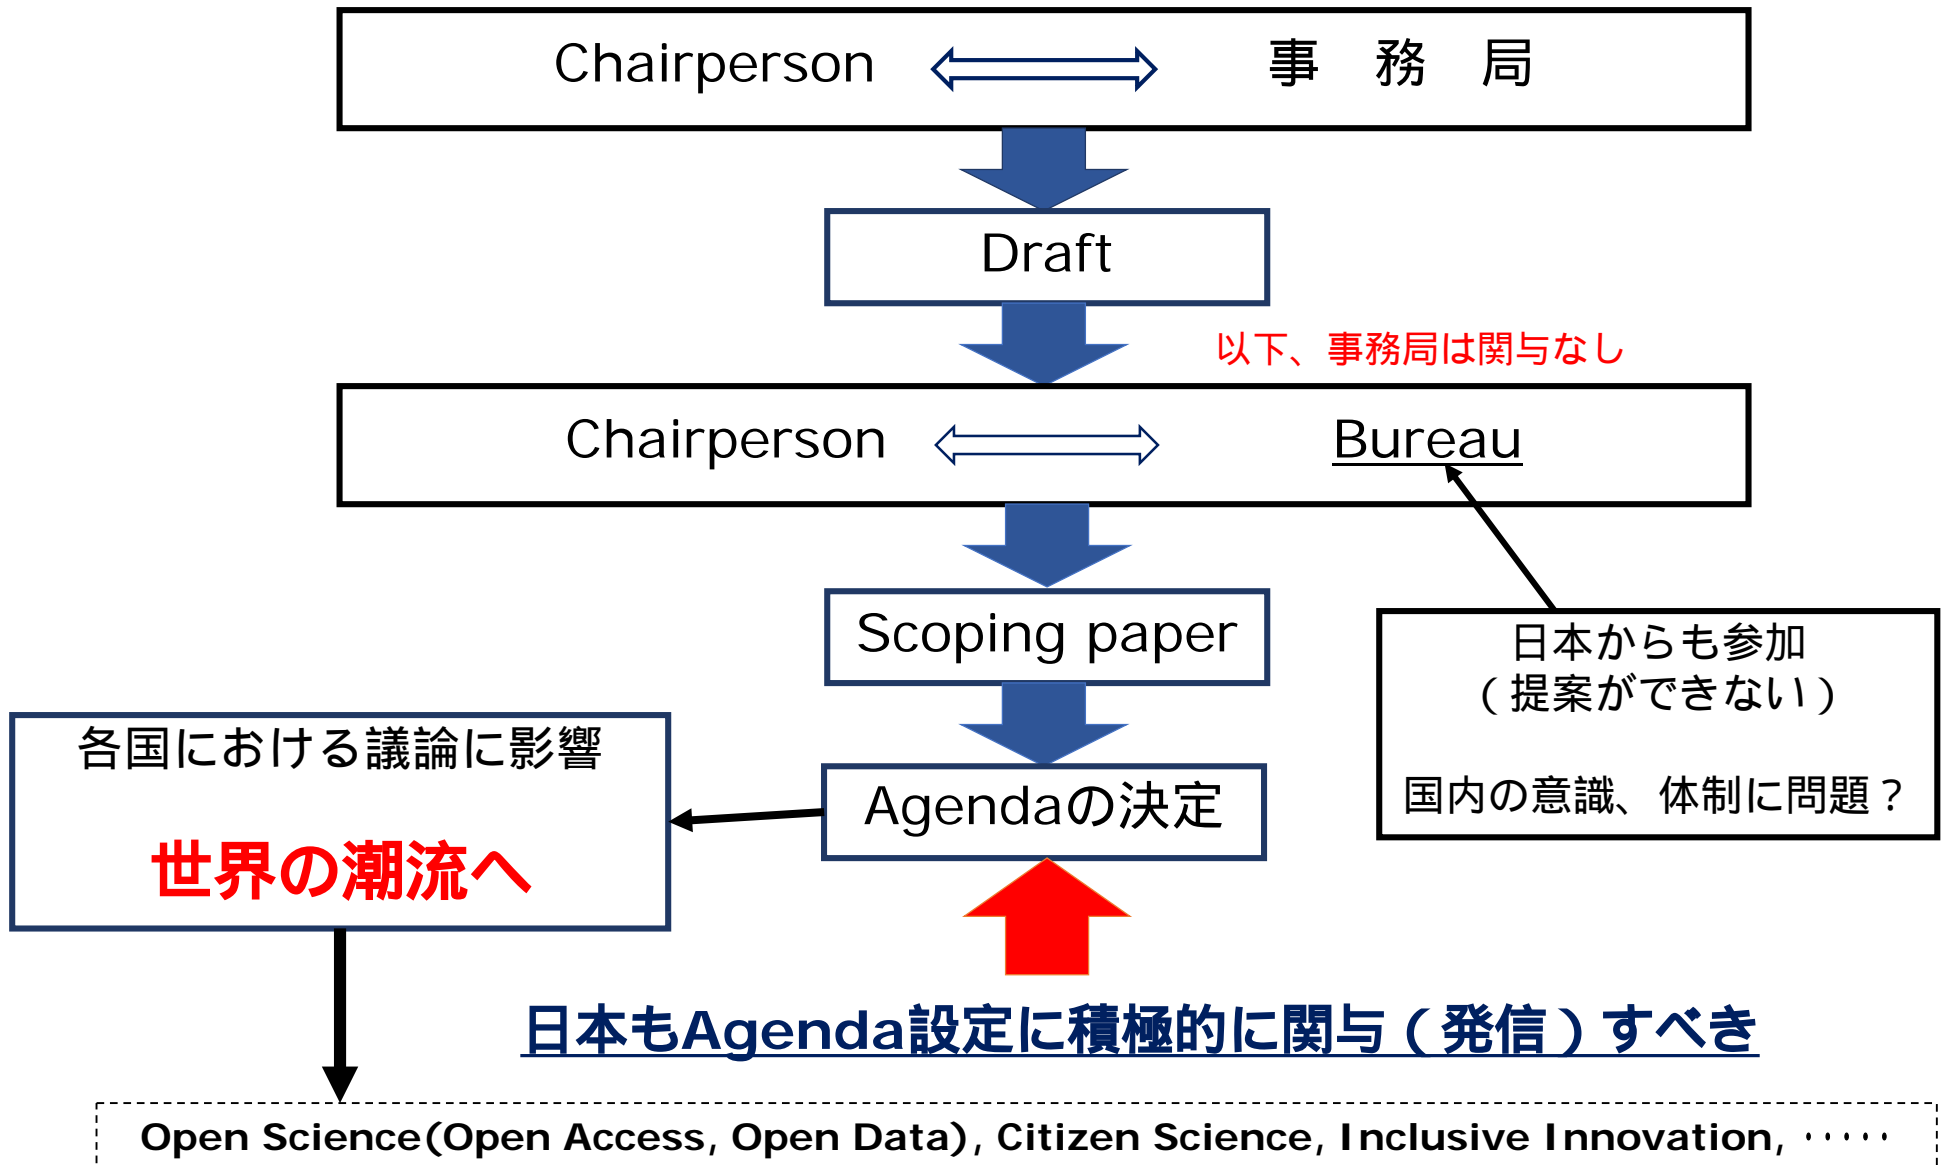 Chairperson 事 務 局
Draft
以下、事務局は関与なし
Chairperson Bureau
Scoping paper
日本からも参加
（提案ができない）
国内の意識、体制に問題？
各国における議論に影響
世界の潮流へ
Agendaの決定
日本もAgenda設定に積極的に関与（発信）すべき
Open Science(Open Access, Open Data), Citizen Science, Inclusive Innovation, ･････